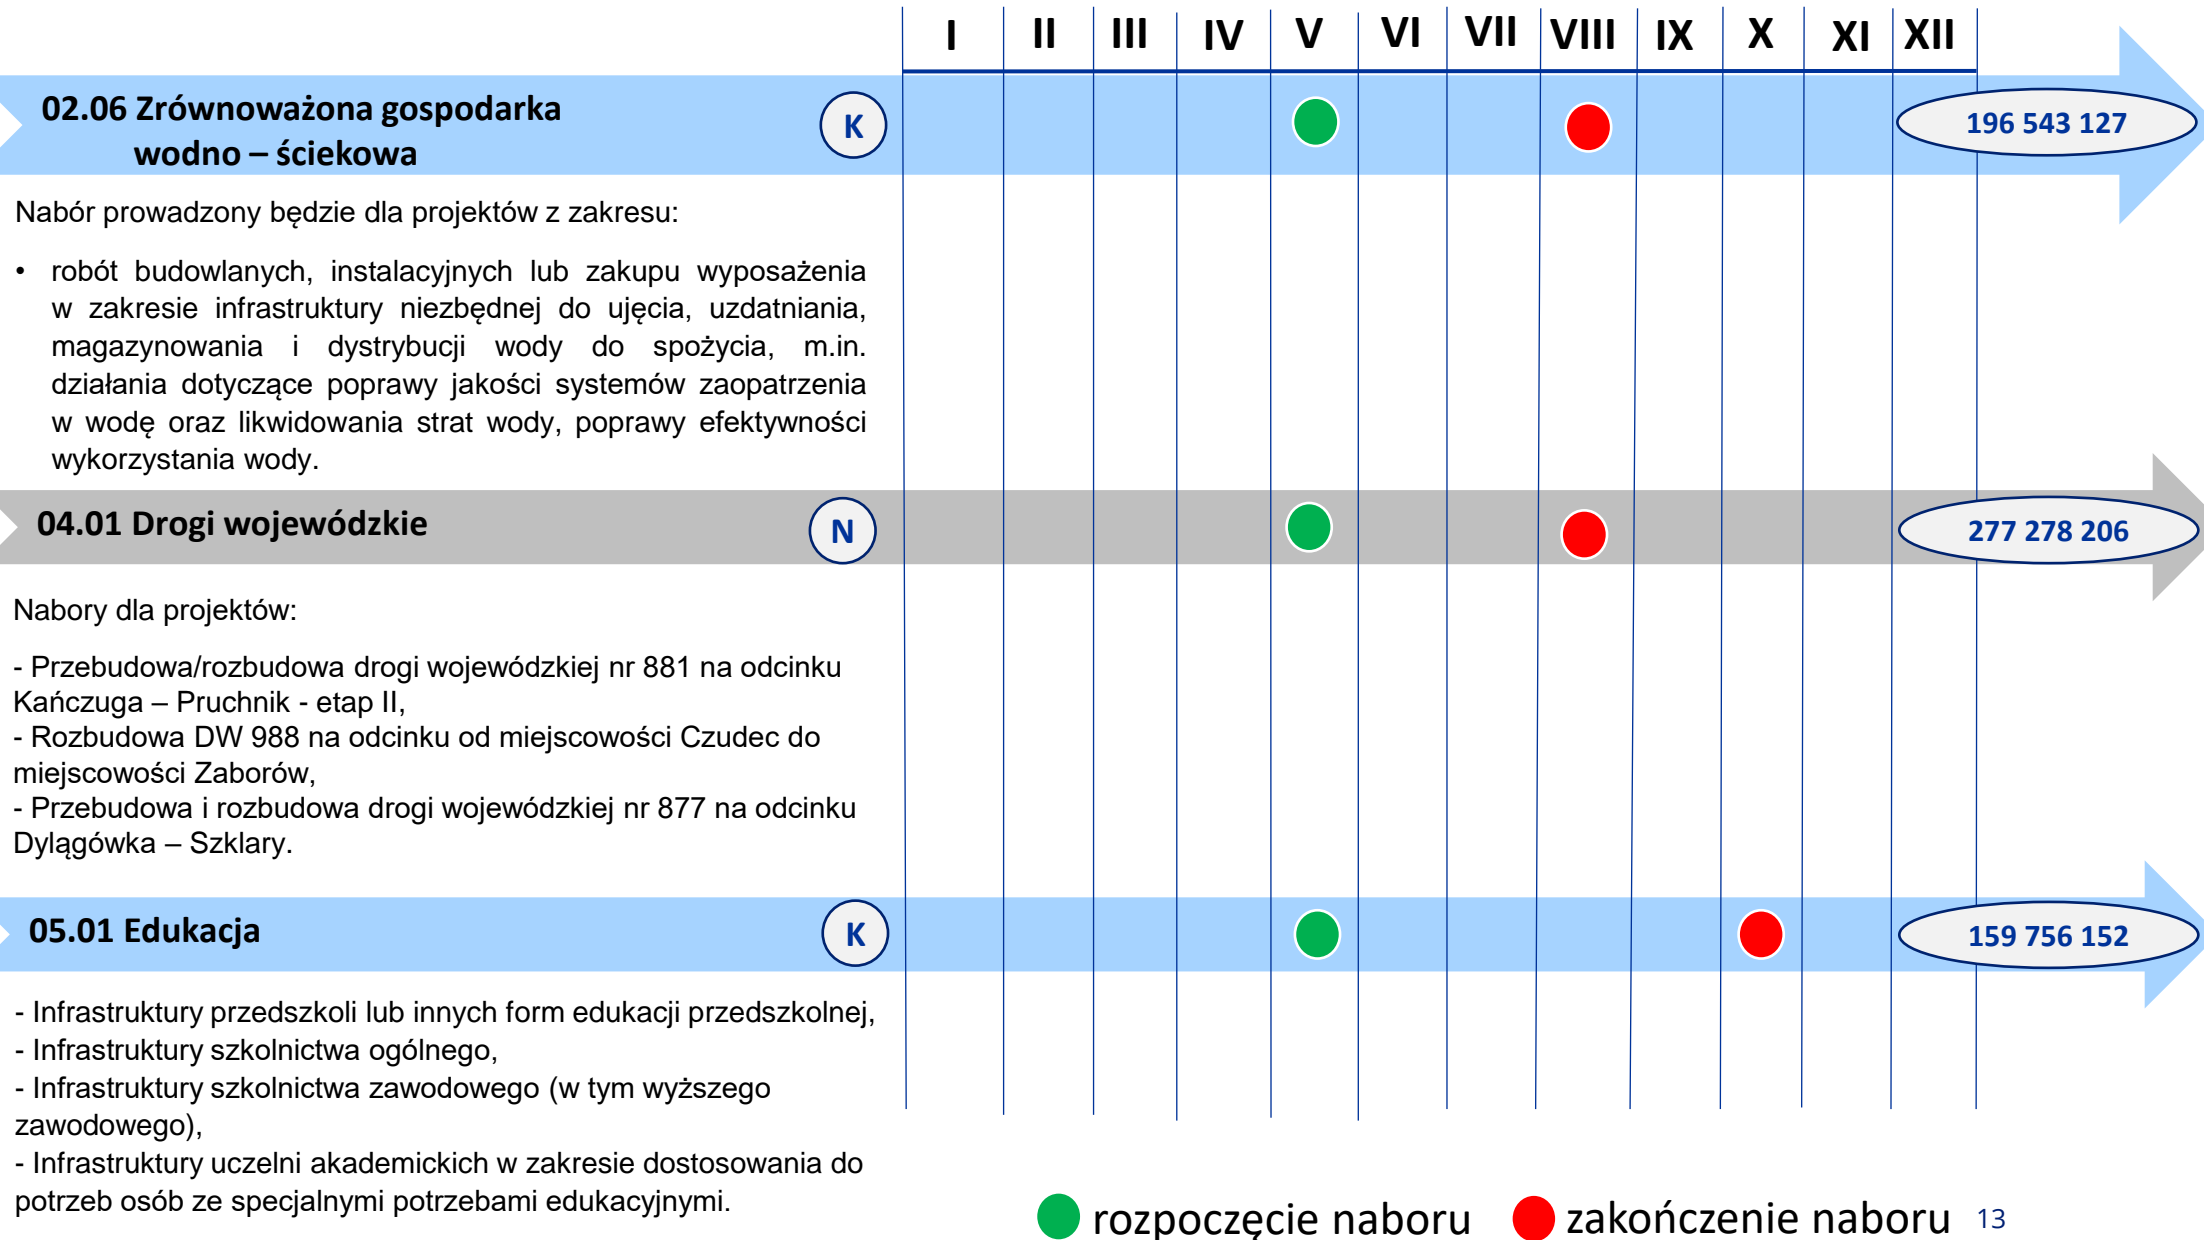 I II III IV V VI VII VIII IX X XI XII
02.06 Zrównoważona gospodarka
wodno – ściekowa
K
196 543 127
Nabór prowadzony będzie dla projektów z zakresu:
• robót budowlanych, instalacyjnych lub zakupu wyposażenia
w zakresie infrastruktury niezbędnej do ujęcia, uzdatniania,
magazynowania i dystrybucji wody do spożycia, m.in.
działania dotyczące poprawy jakości systemów zaopatrzenia
w wodę oraz likwidowania strat wody, poprawy efektywności
wykorzystania wody.
04.01 Drogi wojewódzkie
N
277 278 206
Nabory dla projektów:
- Przebudowa/rozbudowa drogi wojewódzkiej nr 881 na odcinku
Kańczuga – Pruchnik - etap II,
- Rozbudowa DW 988 na odcinku od miejscowości Czudec do
miejscowości Zaborów,
- Przebudowa i rozbudowa drogi wojewódzkiej nr 877 na odcinku
Dylągówka – Szklary.
05.01 Edukacja
K
159 756 152
- Infrastruktury przedszkoli lub innych form edukacji przedszkolnej,
- Infrastruktury szkolnictwa ogólnego,
- Infrastruktury szkolnictwa zawodowego (w tym wyższego
zawodowego),
- Infrastruktury uczelni akademickich w zakresie dostosowania do
potrzeb osób ze specjalnymi potrzebami edukacyjnymi.
rozpoczęcie naboru
zakończenie naboru
13